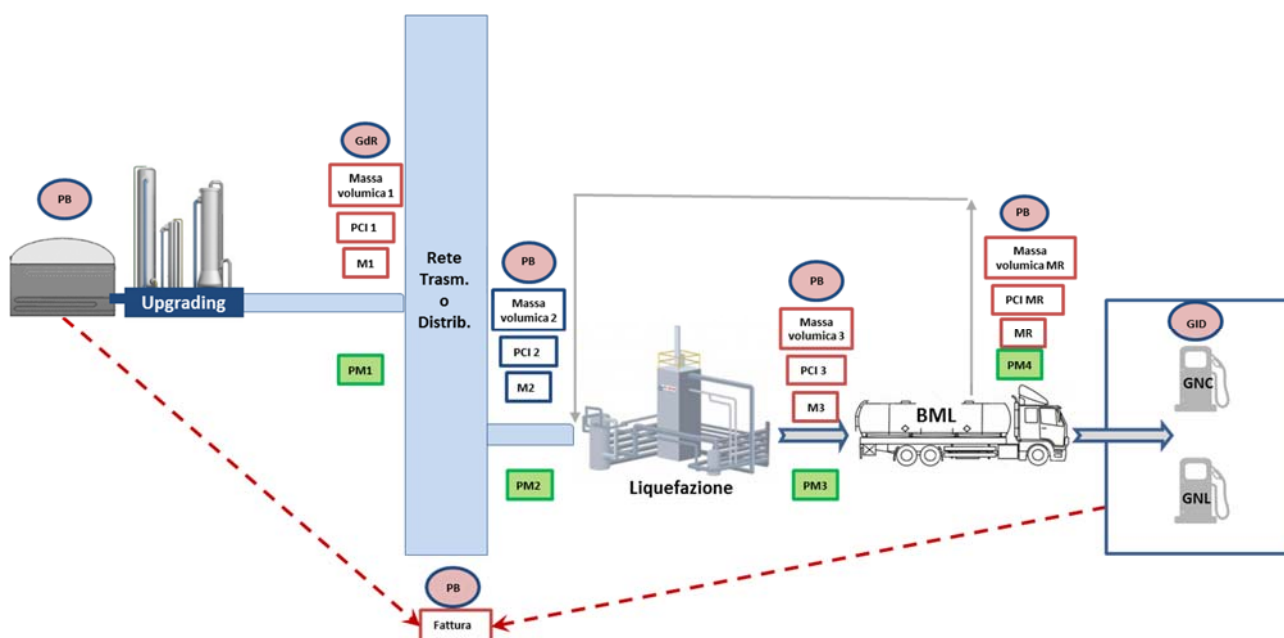 PB
Upgrading
GdR
Massa
volumica 1
PCI 1
M1
PM1
Rete
Trasm.
o
Distrib.
PB
Massa
volumica 2
PCI 2
M2
PM2
Liquefazione
PB
Massa
volumica 3
PCI 3
M3
PM3
BML
PB
Massa
volumica MR
PCI MR
MR
PM4
GID
GNC
GNL
PB
Fattura